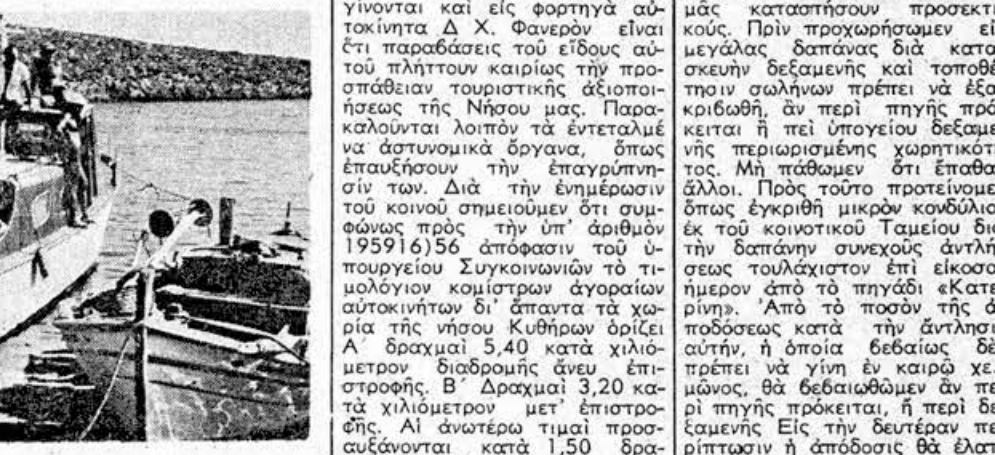 γίνονται καὶ εἰς φορτηγὰ αὐ-
τοκίνητα Δ Χ. Φανερὸν εἶναι
ὅτι παραβάσεις τοῦ εἴδους αὐ-
τοῦ πλήττουν καιρίως τὴν προ-
σπάθειαν τουριστικῆς ἀξιοποι-
ήσεως τῆς Νήσου μας. Παρα-
καλοῦνται λοιπὸν τὰ ἐντεταλμέ
να ἀστυνομικὰ ὄργανα, ὅπως
ἐπαυξήσουν τὴν ἐπαγρύπνη-
σίν των. Διὰ τὴν ἐνημέρωσιν
τοῦ κοινοῦ σημειοῦμεν ὅτι συμ-
φώνως πρὸς τὴν ὑπ' ἀριθμὸν
195916)56 ἀπόφασιν τοῦ ὑ-
πουργείου Συγκοινωνιῶν τὸ τι-
μολόγιον κομίστρων ἀγοραίων
αὐτοκινήτων δι' ἅπαντα τὰ χω-
ρία τῆς νήσου Κυθήρων ὁρίζει
Α΄ δραχμαὶ 5,40 κατὰ χιλιό-
μετρον διαδρομῆς ἄνευ ἐπι-
στροφῆς. Β΄ Δραχμαὶ 3,20 κα-
τὰ χιλιόμετρον μετ' ἐπιστρο-
φῆς. Αἱ ἀνωτέρω τιμαὶ προσ-
αυξάνονται κατὰ 1,50 δρα-
μᾶς καταστήσουν προσεκτι
κούς. Πρὶν προχωρήσωμεν εἰ
μεγάλας δαπάνας διὰ κατα
σκευὴν δεξαμενῆς καὶ τοποθέ
τησιν σωλήνων πρέπει νὰ ἐξα
κριβωθῆ, ἂν περὶ πηγῆς πρό
κειται ἢ πεὶ ὑπογείου δεξαμε
νῆς περιωρισμένης χωρητικότ
τος. Μὴ πάθωμεν ὅτι ἔπαθα
ἄλλοι. Πρὸς τοῦτο προτείνομε
ὅπως ἐγκριθῆ μικρὸν κονδύλιο
ἐκ τοῦ κοινοτικοῦ Ταμείου διὰ
τὴν δαπάνην συνεχοῦς ἀντλή
σεως τουλάχιστον ἐπὶ εἰκοσα
ήμερον ἀπὸ τὸ πηγάδι «Κατε
ρίνη». Ἀπὸ τὸ ποσὸν τῆς ἀ
ποδόσεως κατὰ τὴν ἄντλησι
αὐτήν, ἡ ὁποία βεβαίως δὲ
πρέπει νὰ γίνη ἐν καιρῷ χε.
μῶνος, θὰ βεβαιωθῶμεν ἂν πε
ρὶ πηγῆς πρόκειται, ἢ περὶ δε
ξαμενῆς Εἰς τὴν δευτέραν πε
ρίπτωσιν ἡ ἀπόδοσις θὰ ἐλατ